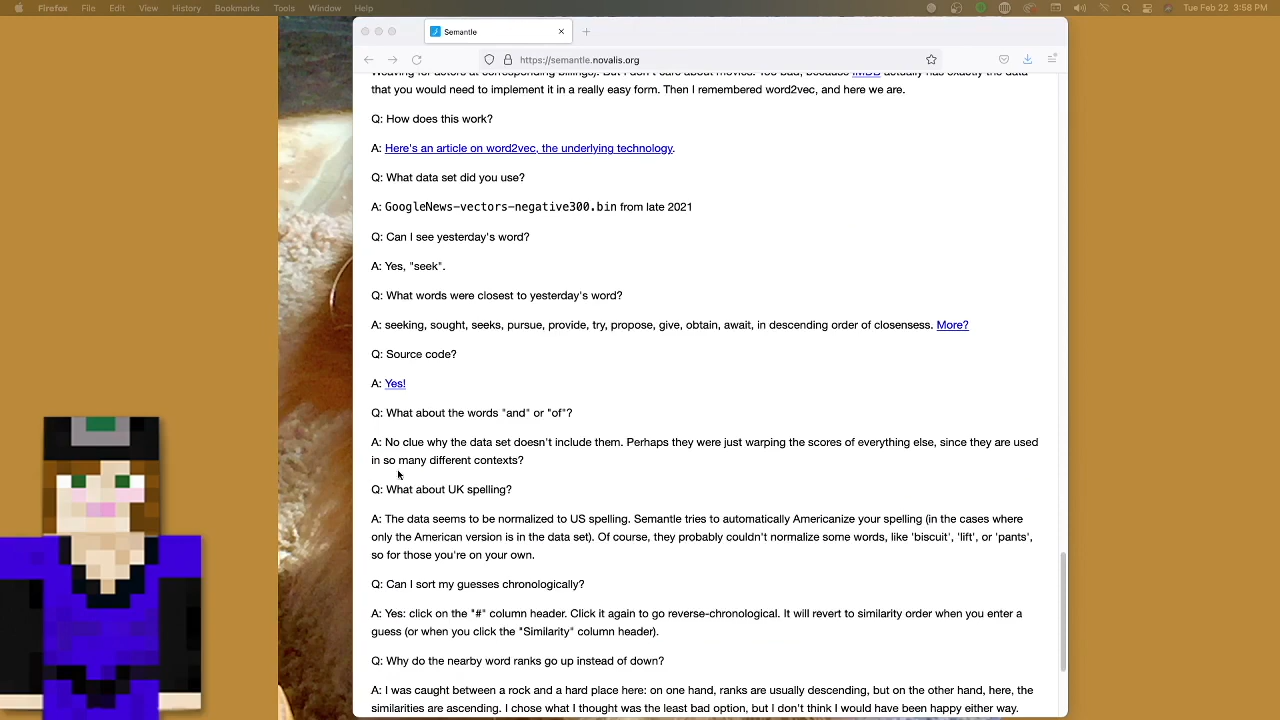 Firefox File Edit View History Bookmarks Tools Window Help Tue Feb 22 3:58 PM
Semantle
https://semantle.novalis.org
that you would need to implement it in a really easy form. Then I remembered word2vec, and here we are.
Q: How does this work?
A: Here's an article on word2vec, the underlying technology.
Q: What data set did you use?
A: GoogleNews-vectors-negative300.bin from late 2021
Q: Can I see yesterday's word?
A: Yes, "seek".
Q: What words were closest to yesterday's word?
A: seeking, sought, seeks, pursue, provide, try, propose, give, obtain, await, in descending order of closensess. More?
Q: Source code?
A: Yes!
Q: What about the words "and" or "of"?
A: No clue why the data set doesn't include them. Perhaps they were just warping the scores of everything else, since they are used
in so many different contexts?
Q: What about UK spelling?
A: The data seems to be normalized to US spelling. Semantle tries to automatically Americanize your spelling (in the cases where
only the American version is in the data set). Of course, they probably couldn't normalize some words, like 'biscuit', 'lift', or 'pants',
so for those you're on your own.
Q: Can I sort my guesses chronologically?
A: Yes: click on the "#" column header. Click it again to go reverse-chronological. It will revert to similarity order when you enter a
guess (or when you click the "Similarity" column header).
Q: Why do the nearby word ranks go up instead of down?
A: I was caught between a rock and a hard place here: on one hand, ranks are usually descending, but on the other hand, here, the
similarities are ascending. I chose what I thought was the least bad option, but I don't think I would have been happy either way.